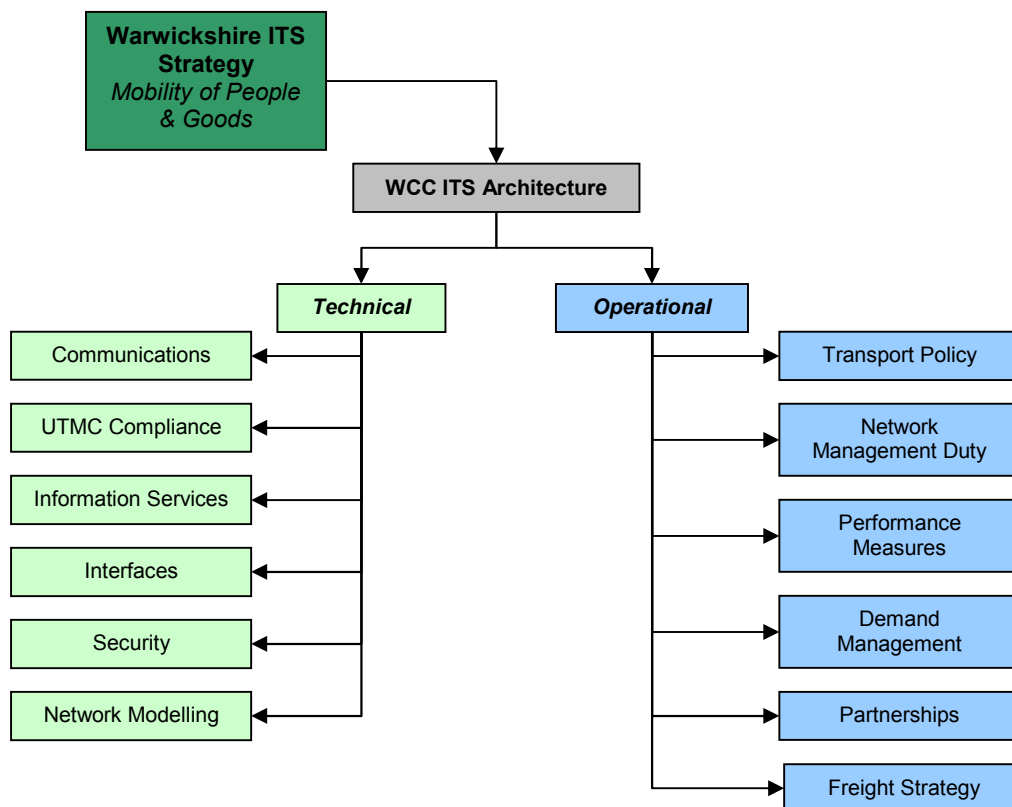 Warwickshire ITS
Strategy
Mobility of People
& Goods
WCC ITS Architecture
Technical
Operational
Communications
UTMC Compliance
Information Services
Interfaces
Security
Network Modelling
Transport Policy
Network
Management Duty
Performance
Measures
Demand
Management
Partnerships
Freight Strategy